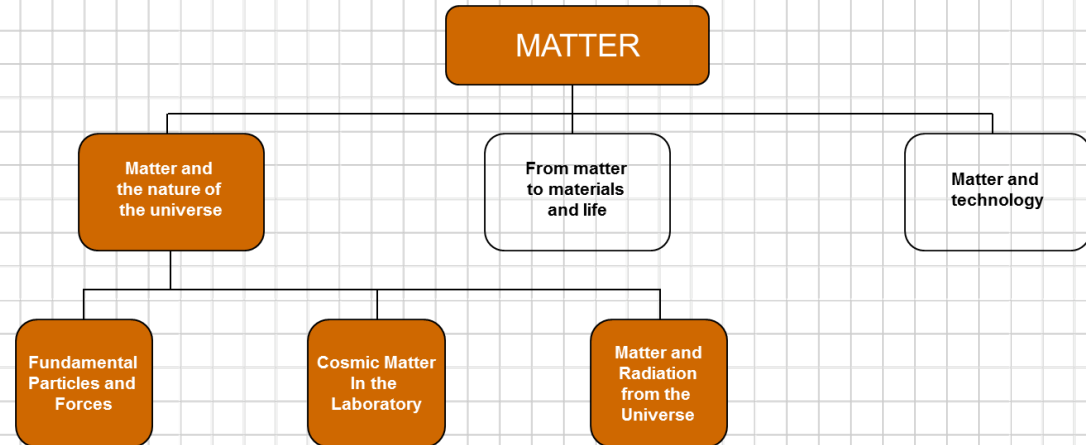 MATTER
Matter and
the nature of
the universe
From matter
to materials
and life
Matter and
technology
Fundamental
Particles and
Forces
Cosmic Matter
In the
Laboratory
Matter and
Radiation
from the
Universe